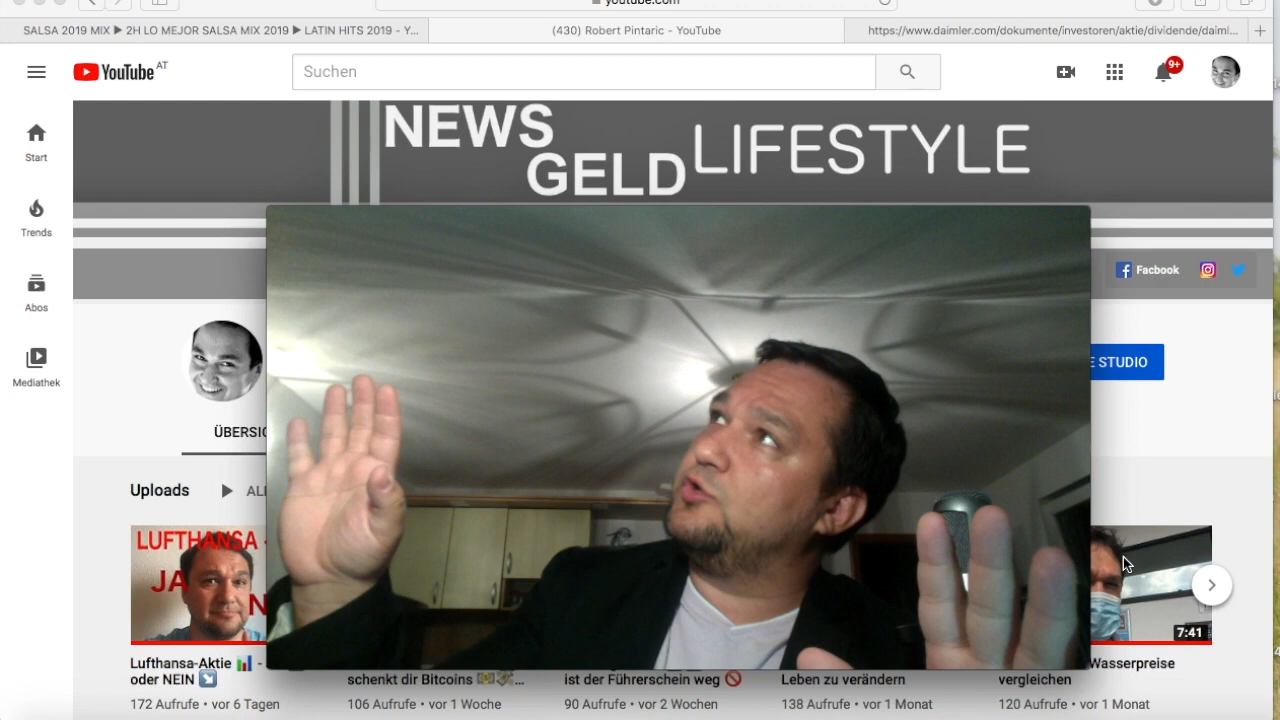 youtube.com
SALSA 2019 MIX ▶ 2H LO MEJOR SALSA MIX 2019 ▶ LATIN HITS 2019 - Y...
(430) Robert Pintaric - YouTube
https://www.daimler.com/dokumente/investoren/aktie/dividende/daiml...
YouTube AT
Suchen
9+
NEWS
GELD
LIFESTYLE
Start
Trends
Abos
Mediathek
Facbook
E STUDIO
ÜBERSIC
Uploads
ALL
LUFTHANSA -
JA
N
7:41
Lufthansa-Aktie
oder NEIN
172 Aufrufe • vor 6 Tagen
schenkt dir Bitcoins
106 Aufrufe • vor 1 Woche
ist der Führerschein weg
90 Aufrufe • vor 2 Wochen
Leben zu verändern
138 Aufrufe • vor 1 Monat
Wasserpreise
vergleichen
120 Aufrufe • vor 1 Monat